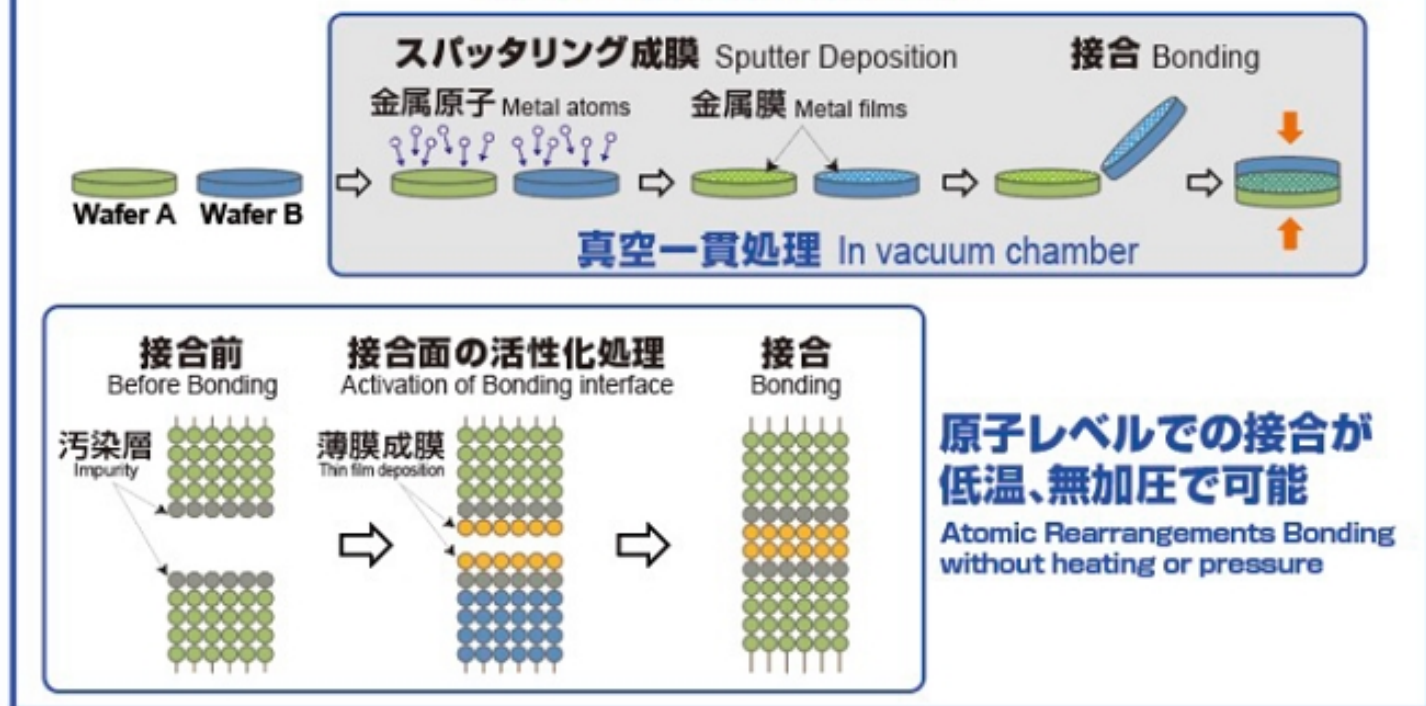 スパッタリング成膜 Sputter Deposition
接合 Bonding
金属原子 Metal atoms
金属膜 Metal films
Wafer A
Wafer B
真空一貫処理 In vacuum chamber
接合前
Before Bonding
接合面の活性化処理
Activation of Bonding interface
接合
Bonding
汚染層
Impurity
薄膜成膜
Thin film deposition
原子レベルでの接合が
低温、無加圧で可能
Atomic Rearrangements Bonding
without heating or pressure